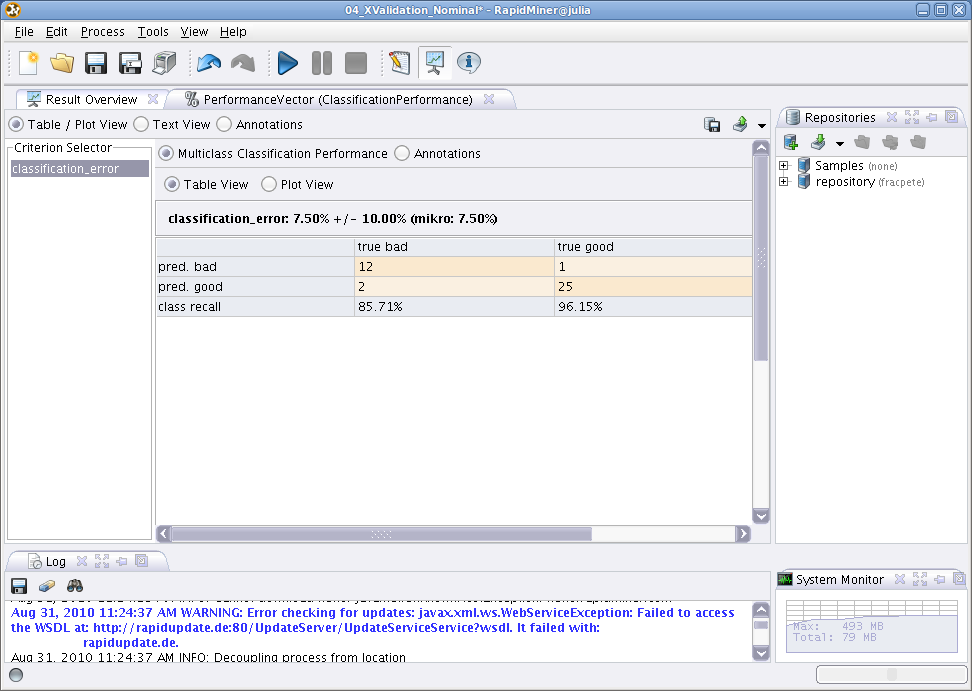 04_XValidation_Nominal* - RapidMiner@julia
File Edit Process Tools View Help
Result Overview
PerformanceVector (ClassificationPerformance)
Table / Plot View Text View Annotations
Criterion Selector
classification_error
Multiclass Classification Performance Annotations
Table View Plot View
classification_error: 7.50% +/- 10.00% (mikro: 7.50%)
true bad true good
pred. bad 12 1
pred. good 2 25
class recall 85.71% 96.15%
Repositories
Samples (none)
repository (fracpete)
Log
Aug 31, 2010 11:24:37 AM WARNING: Error checking for updates: javax.xml.ws.WebServiceException: Failed to access
the WSDL at: http://rapidupdate.de:80/UpdateServer/UpdateServiceService?wsdl. It failed with:
rapidupdate.de.
Aug 31, 2010 11:24:37 AM INFO: Decoupling process from location
System Monitor
Max: 493 MB
Total: 79 MB